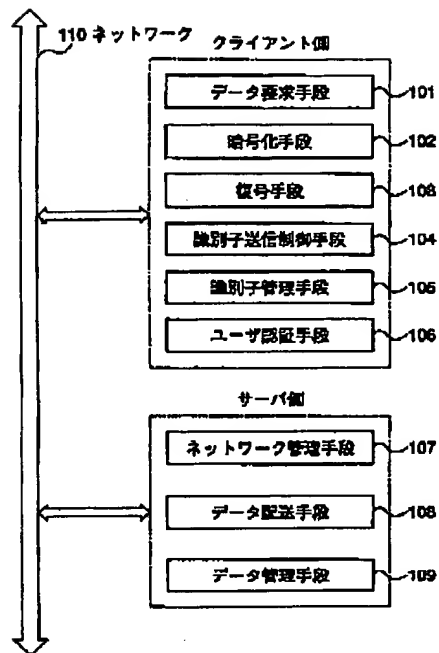 110 ネットワーク
クライアント側
データ要求手段
101
暗号化手段
102
復号手段
103
識別子送信制御手段
104
識別子管理手段
105
ユーザ認証手段
106
サーバ側
ネットワーク管理手段
107
データ配送手段
108
データ管理手段
109